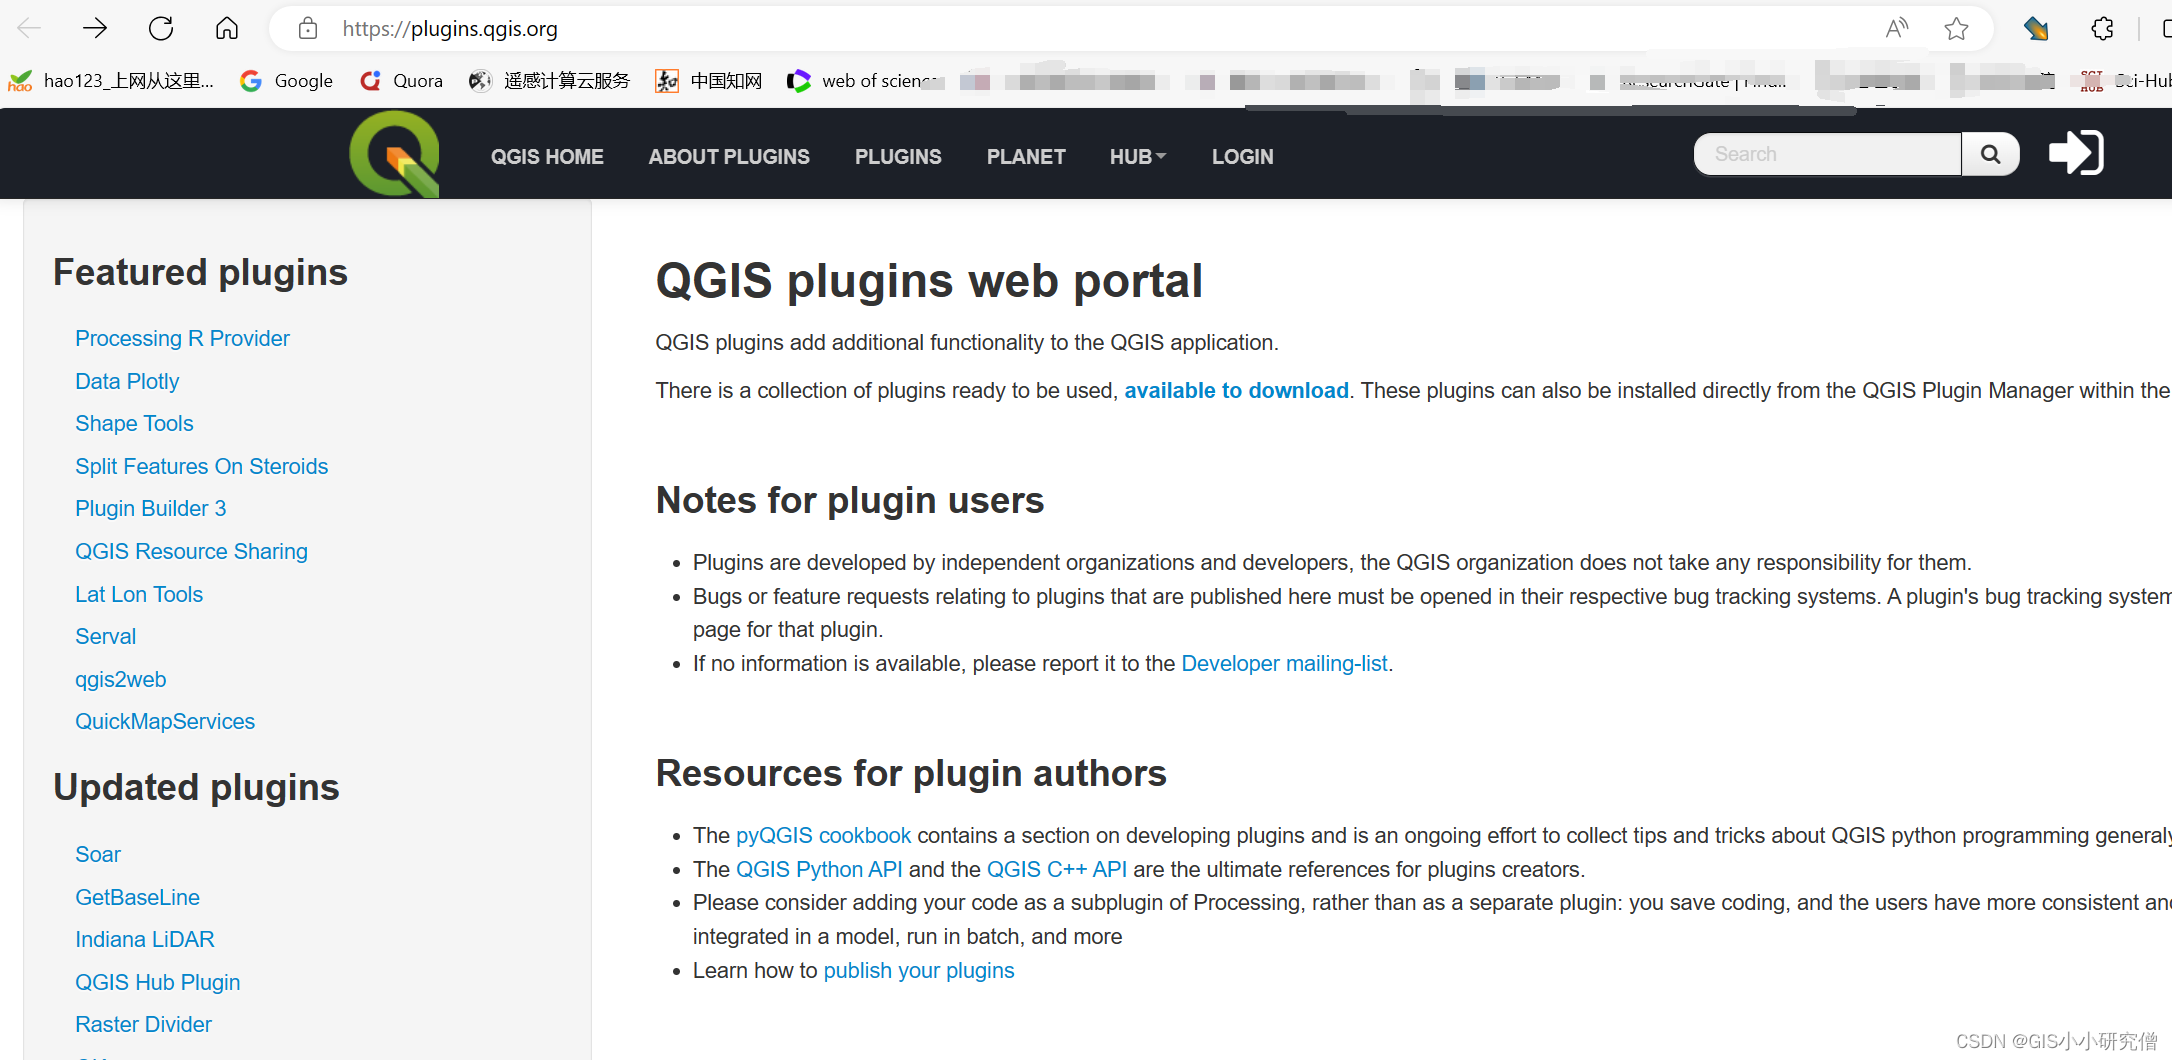 https://plugins.qgis.org
hao123_上网从这里... Google Quora 遥感计算云服务 中国知网 web of scienc
QGIS HOME ABOUT PLUGINS PLUGINS PLANET HUB LOGIN Search
Featured plugins
Processing R Provider
Data Plotly
Shape Tools
Split Features On Steroids
Plugin Builder 3
QGIS Resource Sharing
Lat Lon Tools
Serval
qgis2web
QuickMapServices
Updated plugins
Soar
GetBaseLine
Indiana LiDAR
QGIS Hub Plugin
Raster Divider
QGIS plugins web portal
QGIS plugins add additional functionality to the QGIS application.
There is a collection of plugins ready to be used, available to download. These plugins can also be installed directly from the QGIS Plugin Manager within the
Notes for plugin users
Plugins are developed by independent organizations and developers, the QGIS organization does not take any responsibility for them.
Bugs or feature requests relating to plugins that are published here must be opened in their respective bug tracking systems. A plugin's bug tracking system
page for that plugin.
If no information is available, please report it to the Developer mailing-list.
Resources for plugin authors
The pyQGIS cookbook contains a section on developing plugins and is an ongoing effort to collect tips and tricks about QGIS python programming generaly
The QGIS Python API and the QGIS C++ API are the ultimate references for plugins creators.
Please consider adding your code as a subplugin of Processing, rather than as a separate plugin: you save coding, and the users have more consistent and
integrated in a model, run in batch, and more
Learn how to publish your plugins
CSDN @GIS小小研究僧